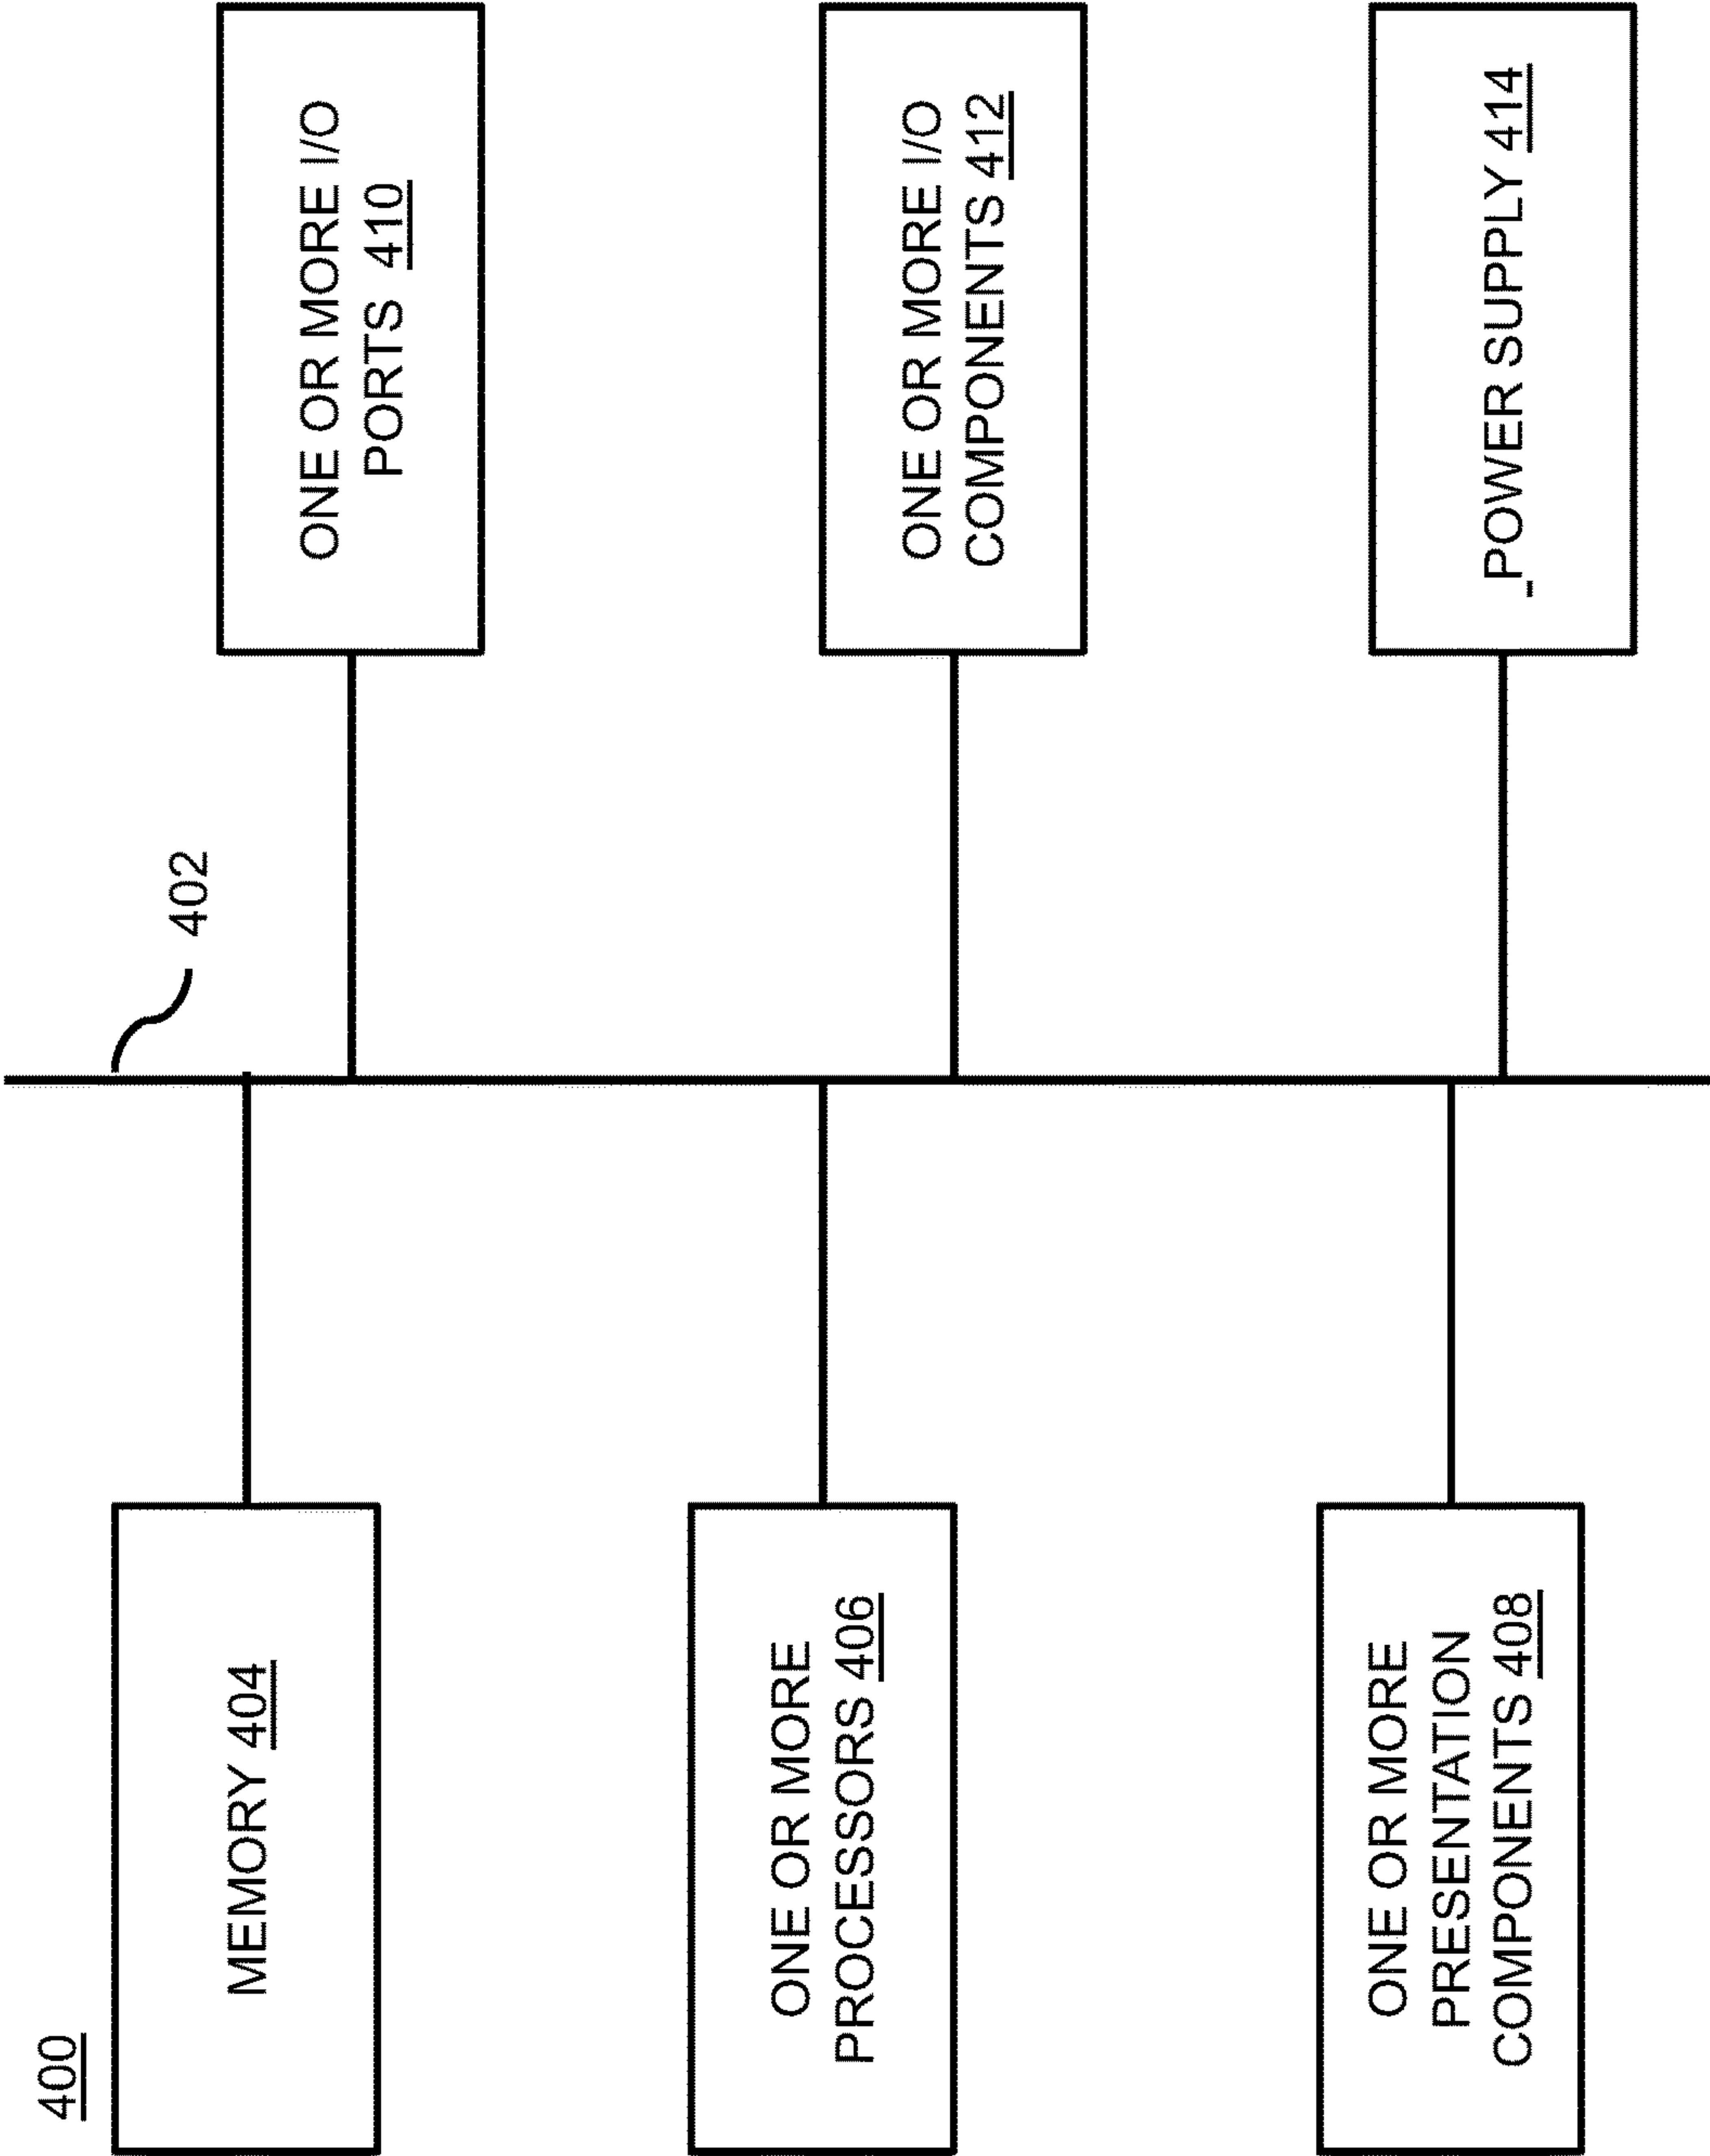 400
402
MEMORY 404
ONE OR MORE
PROCESSORS 406
ONE OR MORE
PRESENTATION
COMPONENTS 408
ONE OR MORE I/O
PORTS 410
ONE OR MORE I/O
COMPONENTS 412
POWER SUPPLY 414